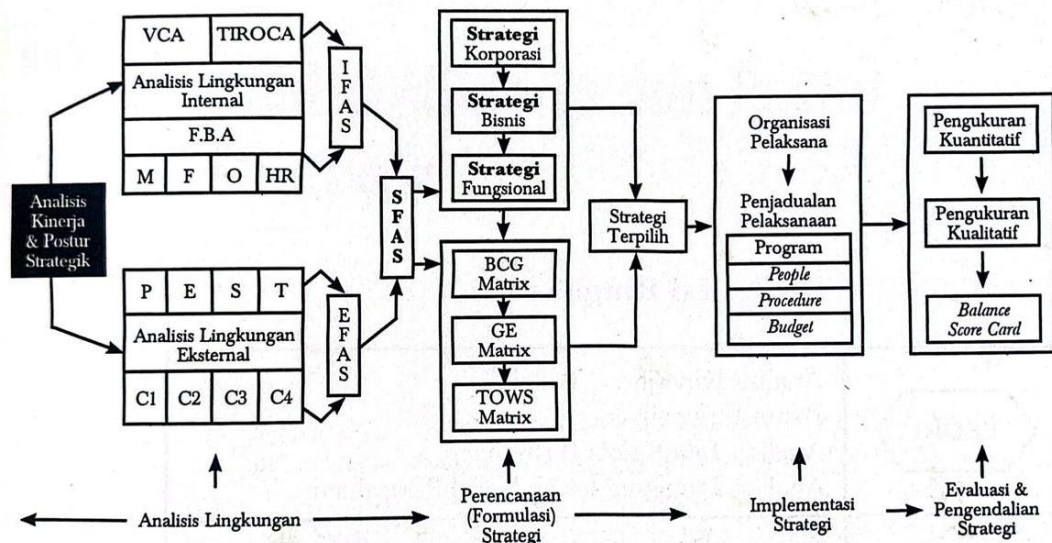 Analisis
Kinerja
& Postur
Strategik
VCA
TIROCA
Analisis Lingkungan
Internal
F.B.A
M
F
O
HR
I
F
A
S
P
E
S
T
Analisis Lingkungan
Eksternal
C1
C2
C3
C4
E
F
A
S
S
F
A
S
Strategi
Korporasi
Strategi
Bisnis
Strategi
Fungsional
BCG
Matrix
GE
Matrix
TOWS
Matrix
Strategi
Terpilih
Organisasi
Pelaksana
Penjadualan
Pelaksanaan
Program
People
Procedure
Budget
Pengukuran
Kuantitatif
Pengukuran
Kualitatif
Balance
Score Card
Analisis Lingkungan
Perencanaan
(Formulasi)
Strategi
Implementasi
Strategi
Evaluasi &
Pengendalian
Strategi